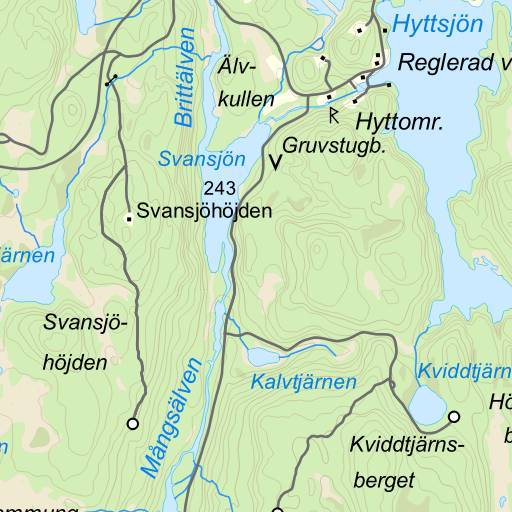 Hyttsjön
Reglerad v
Brittälven
Älv-
kullen
Hyttomr.
Gruvstugb.
Svansjön
243
Svansjöhöjden
järnen
Svansjö-
höjden
Kalvtjärnen
Kviddtjärn
Mångsälven
Hö
b
Kviddtjärns-
berget
n
ammung